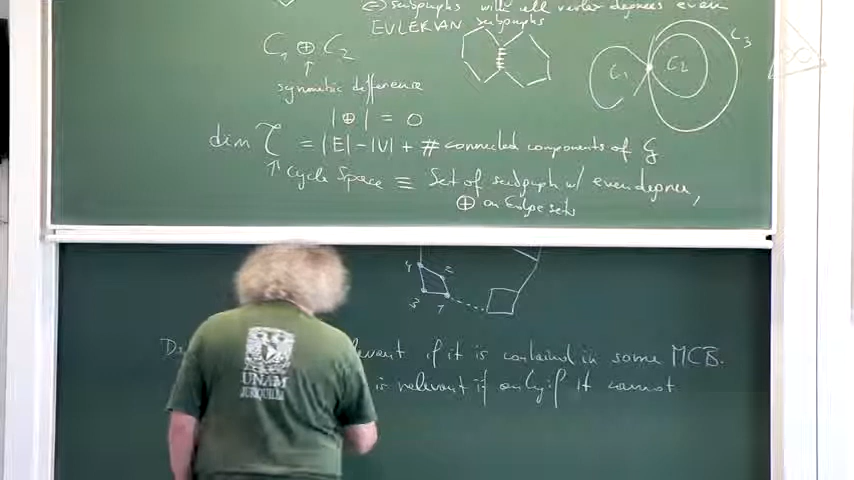 ⟨=⟩ subgraphs with all vertex degrees even
EULERIAN subgraphs
C₁ ⊕ C₂
↑
symmetric difference
C₁
C₂
C₃
|⊕| = 0
dim C = |E| - |V| + # connected components of G
↑ Cycle Space ≡ Set of subgraph w/ even degree,
⊕ on Edge sets
4 2
3 1
if it is contained in some MCB.
is relevant if only if it cannot
UNAM
JURIQUILLA